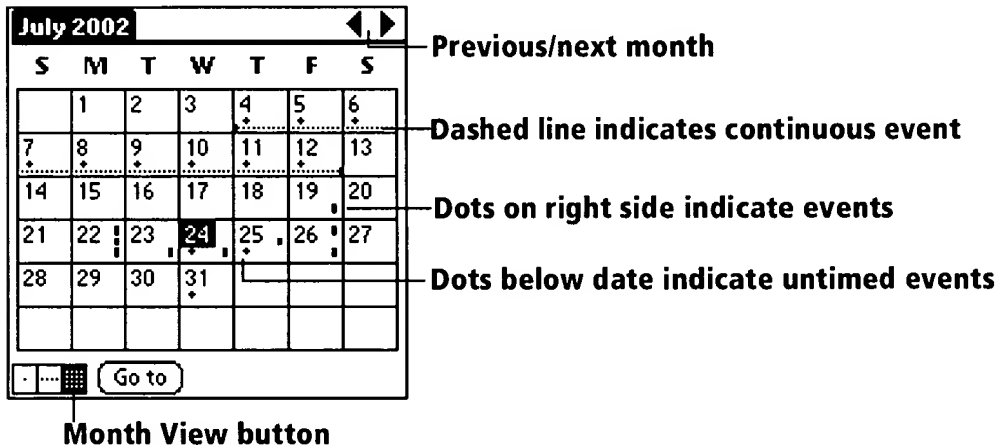 July 2002
Previous/next month
S M T W T F S
1 2 3 4 5 6
Dashed line indicates continuous event
7 8 9 10 11 12 13
14 15 16 17 18 19 20
Dots on right side indicate events
21 22 23 24 25 26 27
Dots below date indicate untimed events
28 29 30 31
Go to
Month View button